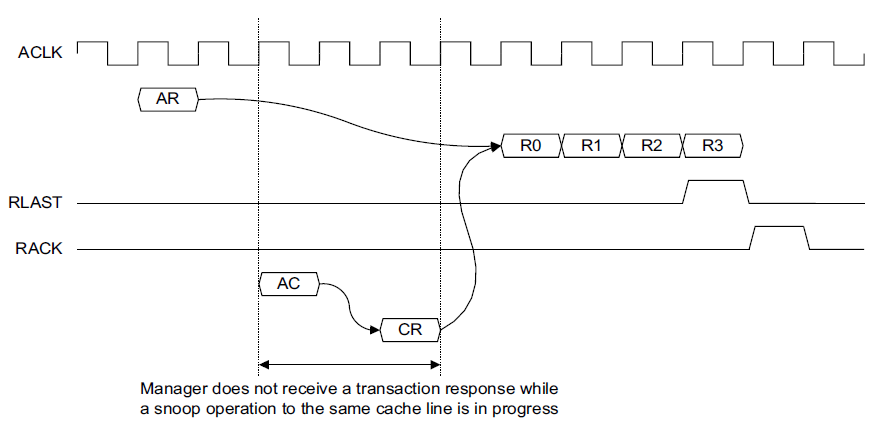 ACLK
AR
R0 R1 R2 R3
RLAST
RACK
AC
CR
Manager does not receive a transaction response while
a snoop operation to the same cache line is in progress